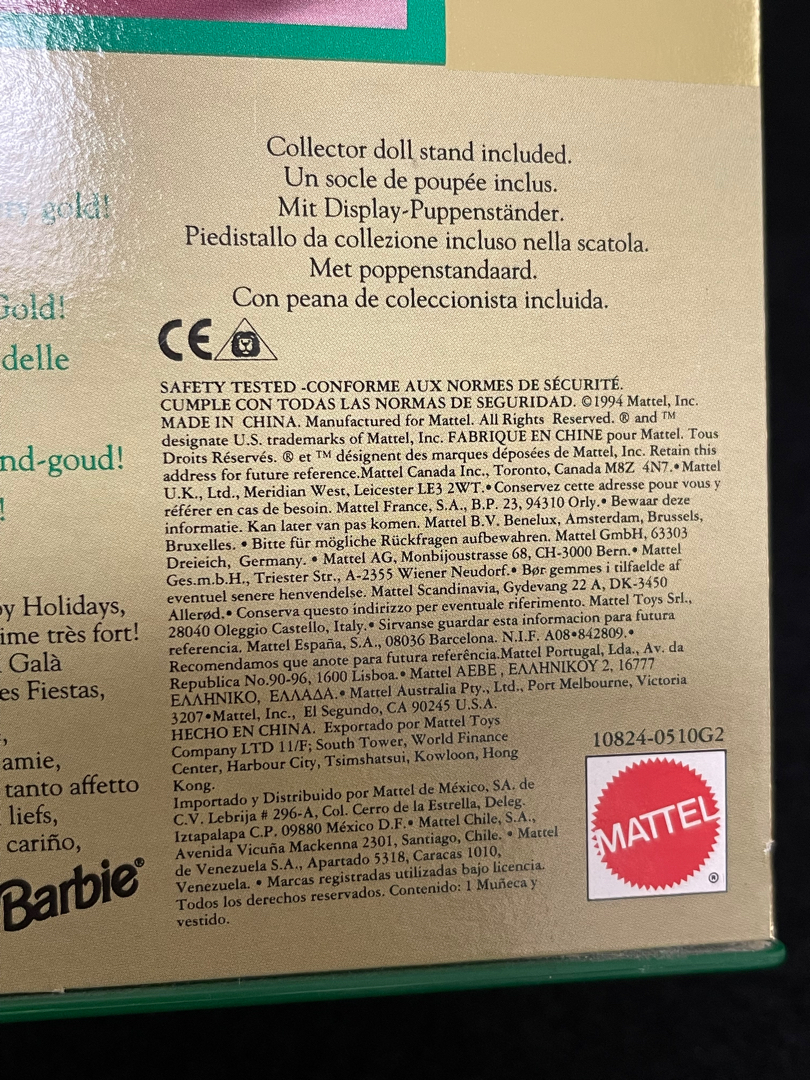 Collector doll stand included.
Un socle de poupée inclus.
Mit Display-Puppenständer.
Piedistallo da collezione incluso nella scatola.
Met poppenstandaard.
Con peana de coleccionista incluida.
gold!
Gold!
delle
nd-goud!
!
CE
SAFETY TESTED -CONFORME AUX NORMES DE SÉCURITÉ.
CUMPLE CON TODAS LAS NORMAS DE SEGURIDAD. ©1994 Mattel, Inc.
MADE IN CHINA. Manufactured for Mattel. All Rights Reserved. ® and ™
designate U.S. trademarks of Mattel, Inc. FABRIQUE EN CHINE pour Mattel. Tous
Droits Réservés. ® et ™ désignent des marques déposées de Mattel, Inc. Retain this
address for future reference.Mattel Canada Inc., Toronto, Canada M8Z 4N7.• Mattel
U.K., Ltd., Meridian West, Leicester LE3 2WT.• Conservez cette adresse pour vous y
référer en cas de besoin. Mattel France, S.A., B.P. 23, 94310 Orly.• Bewaar deze
informatie. Kan later van pas komen. Mattel B.V. Benelux, Amsterdam, Brussels,
Bruxelles. • Bitte für mögliche Rückfragen aufbewahren. Mattel GmbH, 63303
Dreieich, Germany. • Mattel AG, Monbijoustrasse 68, CH-3000 Bern.• Mattel
Ges.m.b.H., Triester Str., A-2355 Wiener Neudorf.• Bør gemmes i tilfaelde af
eventuel senere henvendelse. Mattel Scandinavia, Gydevang 22 A, DK-3450
Allerød.• Conserva questo indirizzo per eventuale riferimento. Mattel Toys Srl.,
28040 Oleggio Castello, Italy.• Sirvanse guardar esta informacion para futura
referencia. Mattel España, S.A., 08036 Barcelona. N.I.F. A08•842809.•
Recomendamos que anote para futura referência.Mattel Portugal, Lda., Av. da
Republica No.90-96, 1600 Lisboa.• Mattel AEBE , ΕΛΛΗΝΙΚΟΥ 2, 16777
ΕΛΛΗΝΙΚΟ, ΕΛΛΑΔΑ.• Mattel Australia Pty., Ltd., Port Melbourne, Victoria
3207•Mattel, Inc., El Segundo, CA 90245 U.S.A.
HECHO EN CHINA. Exportado por Mattel Toys
Company LTD 11/F; South Tower, World Finance
Center, Harbour City, Tsimshatsui, Kowloon, Hong
Kong.
Importado y Distribuido por Mattel de México, SA. de
C.V. Lebrija # 296-A, Col. Cerro de la Estrella, Deleg.
Iztapalapa C.P. 09880 México D.F.• Mattel Chile, S.A.,
Avenida Vicuña Mackenna 2301, Santiago, Chile. • Mattel
de Venezuela S.A., Apartado 5318, Caracas 1010,
Venezuela. • Marcas registradas utilizadas bajo licencia.
Todos los derechos reservados. Contenido: 1 Muñeca y
vestido.
10824-0510G2
MATTEL
®
py Holidays,
ime très fort!
Galà
es Fiestas,
,
amie,
tanto affetto
liefs,
cariño,
Barbie®